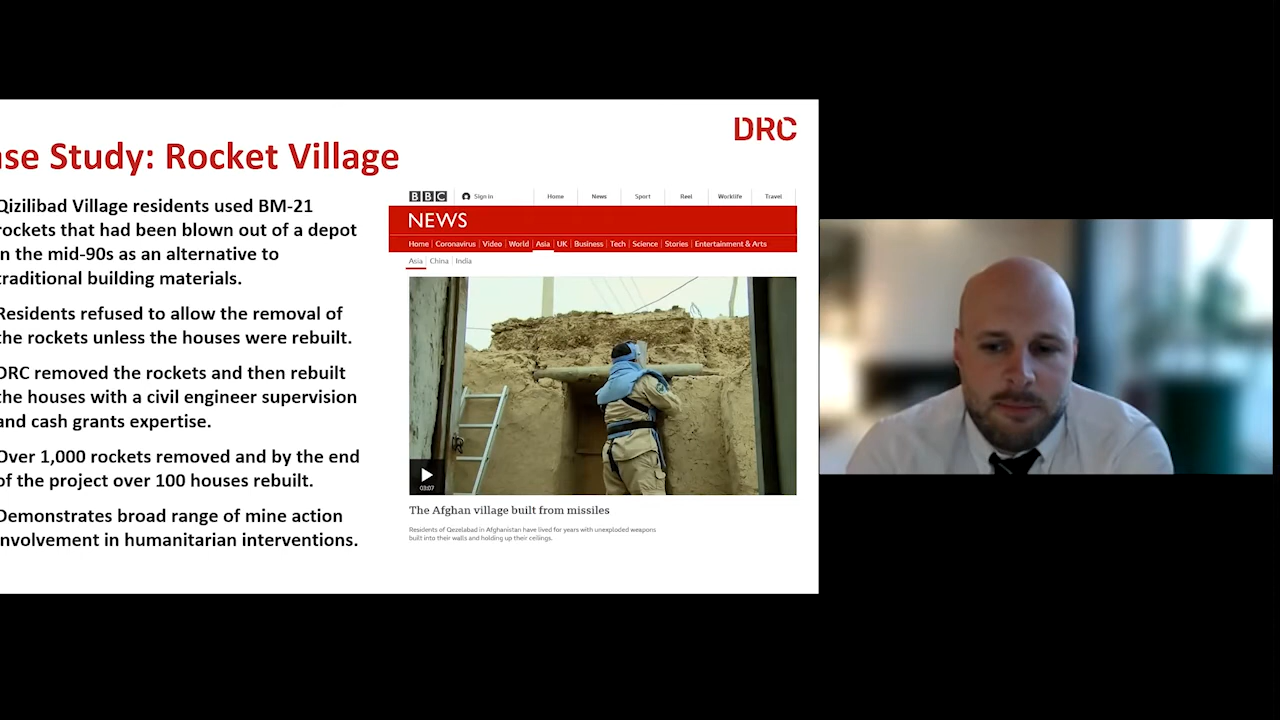 DRC
ase Study: Rocket Village
Qizilibad Village residents used BM-21
rockets that had been blown out of a depot
in the mid-90s as an alternative to
traditional building materials.
Residents refused to allow the removal of
the rockets unless the houses were rebuilt.
DRC removed the rockets and then rebuilt
the houses with a civil engineer supervision
and cash grants expertise.
Over 1,000 rockets removed and by the end
of the project over 100 houses rebuilt.
Demonstrates broad range of mine action
involvement in humanitarian interventions.
BBC Sign in Home News Sport Reel Worklife Travel
NEWS
Home Coronavirus Video World Asia UK Business Tech Science Stories Entertainment & Arts
Asia China India
03:07
The Afghan village built from missiles
Residents of Qezelabad in Afghanistan have lived for years with unexploded weapons
built into their walls and holding up their ceilings.